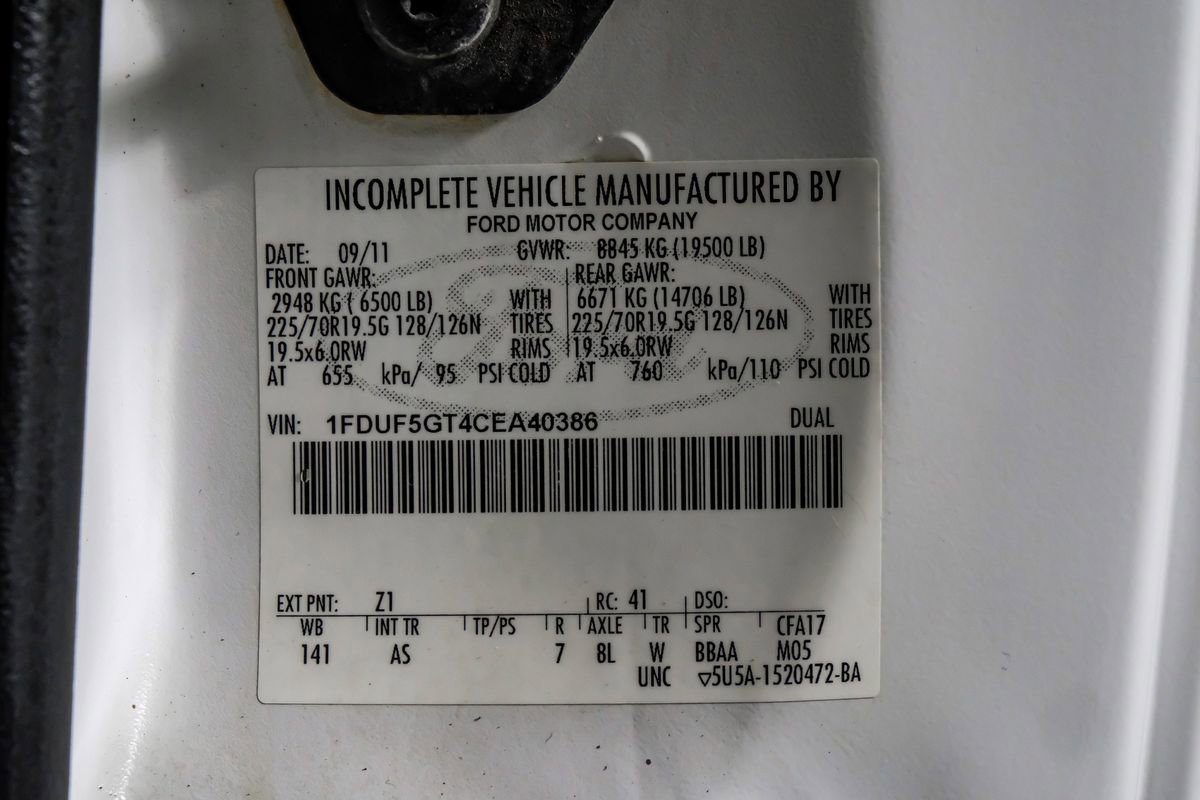 INCOMPLETE VEHICLE MANUFACTURED BY
FORD MOTOR COMPANY
DATE: 09/11 GVWR: 8845 KG (19500 LB)
FRONT GAWR: REAR GAWR:
2948 KG ( 6500 LB) WITH 6671 KG (14706 LB) WITH
225/70R19.5G 128/126N TIRES 225/70R19.5G 128/126N TIRES
19.5x6.0RW RIMS 19.5x6.0RW RIMS
AT 655 kPa/ 95 PSI COLD AT 760 kPa/110 PSI COLD
VIN: 1FDUF5GT4CEA40386 DUAL
EXT PNT: Z1 RC: 41 DSO:
WB INT TR TP/PS R AXLE TR SPR CFA17
141 AS 7 8L W BBAA M05
UNC ▽5U5A-1520472-BA